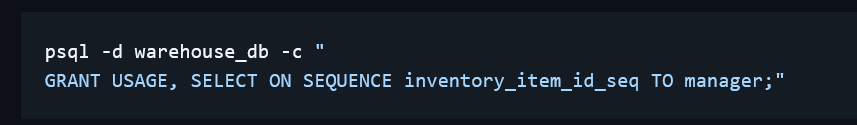 psql -d warehouse_db -c "
GRANT USAGE, SELECT ON SEQUENCE inventory_item_id_seq TO manager;"